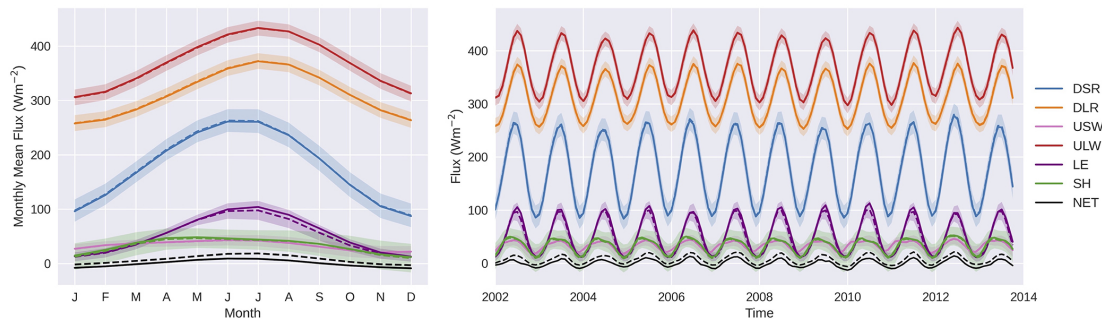 Monthly Mean Flux (Wm⁻²)
400
300
200
100
0
J F M A M J J A S O N D
Month
Flux (Wm⁻²)
400
300
200
100
0
2002 2004 2006 2008 2010 2012 2014
Time
DSR
DLR
USW
ULW
LE
SH
NET